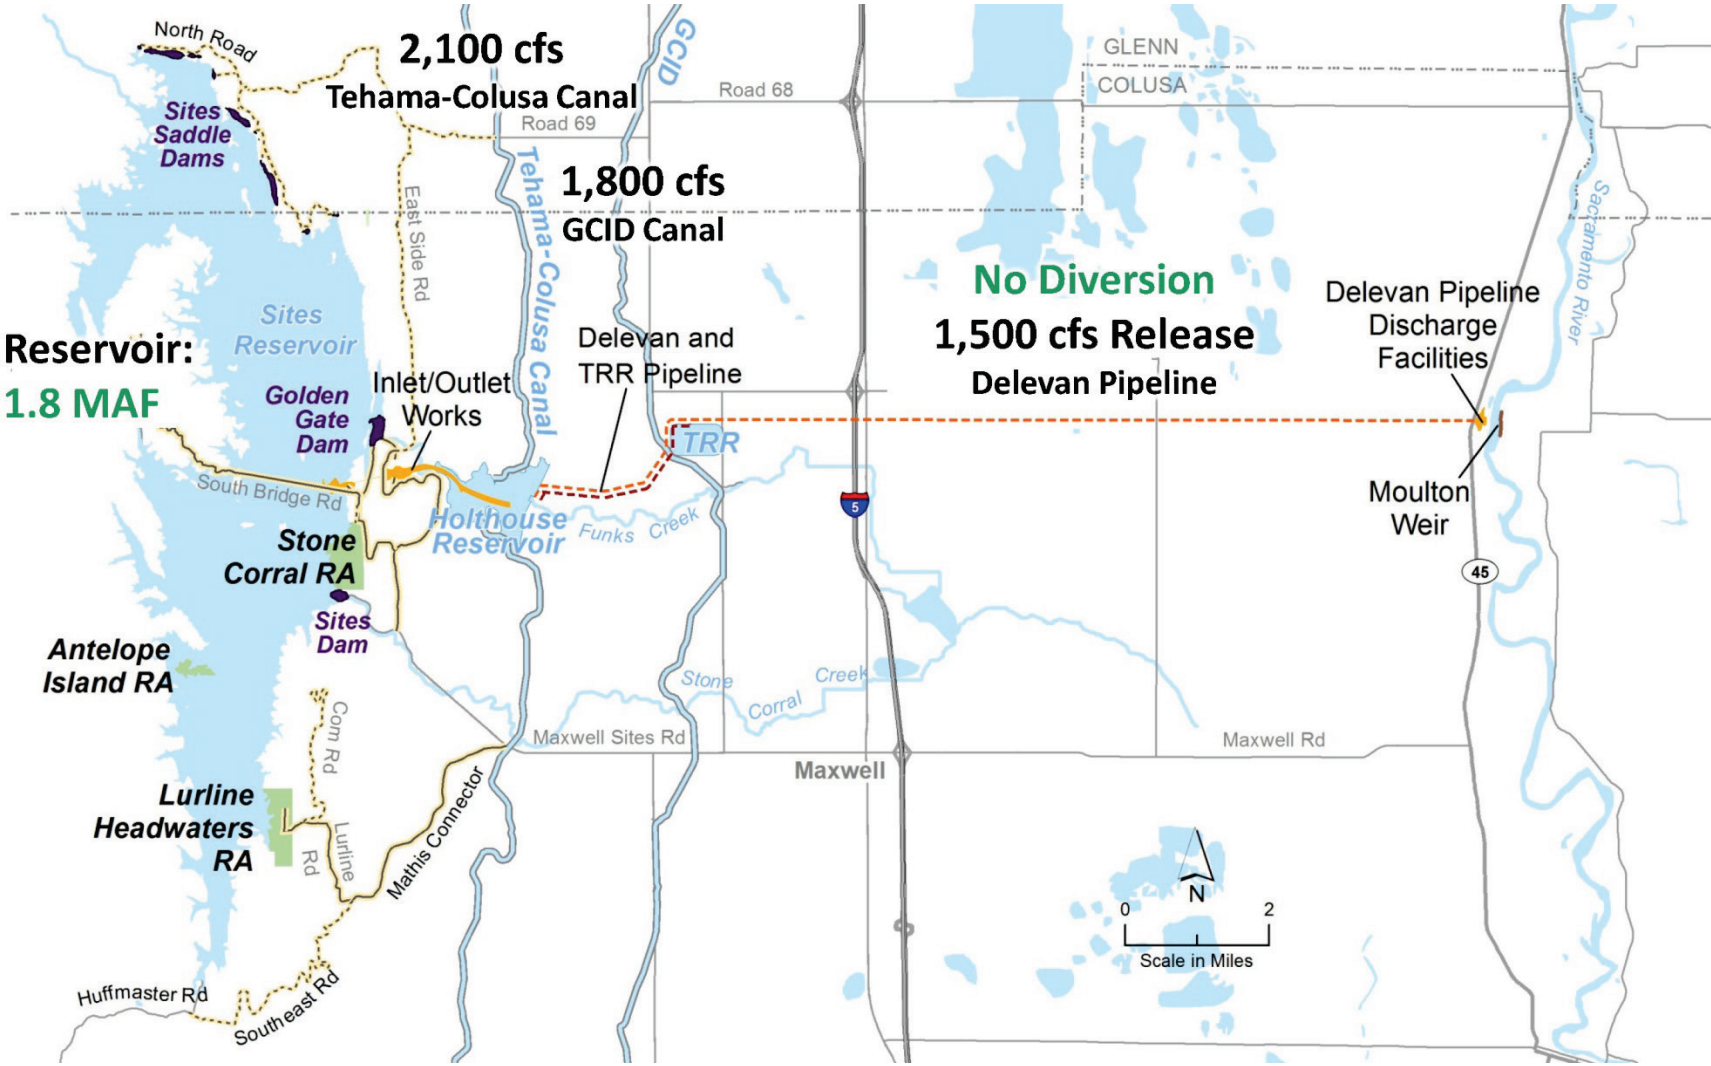 North Road
2,100 cfs
Tehama-Colusa Canal
GCID
Road 68
Road 69
GLENN
COLUSA
Sites
Saddle
Dams
1,800 cfs
GCID Canal
East Side Rd
Tehama-Colusa Canal
Sacramento River
No Diversion
1,500 cfs Release
Delevan Pipeline
Delevan Pipeline
Discharge
Facilities
Sites
Reservoir
Reservoir:
1.8 MAF
Delevan and
TRR Pipeline
Golden
Gate
Dam
Inlet/Outlet
Works
TRR
South Bridge Rd
Holthouse
Reservoir
Funks Creek
5
Moulton
Weir
45
Stone
Corral RA
Sites
Dam
Antelope
Island RA
Stone Corral Creek
Com Rd
Maxwell Sites Rd
Maxwell Rd
Maxwell
Lurline
Headwaters
RA
Lurline Rd
Mathis Connector
N
0 2
Scale in Miles
Huffmaster Rd
Southeast Rd